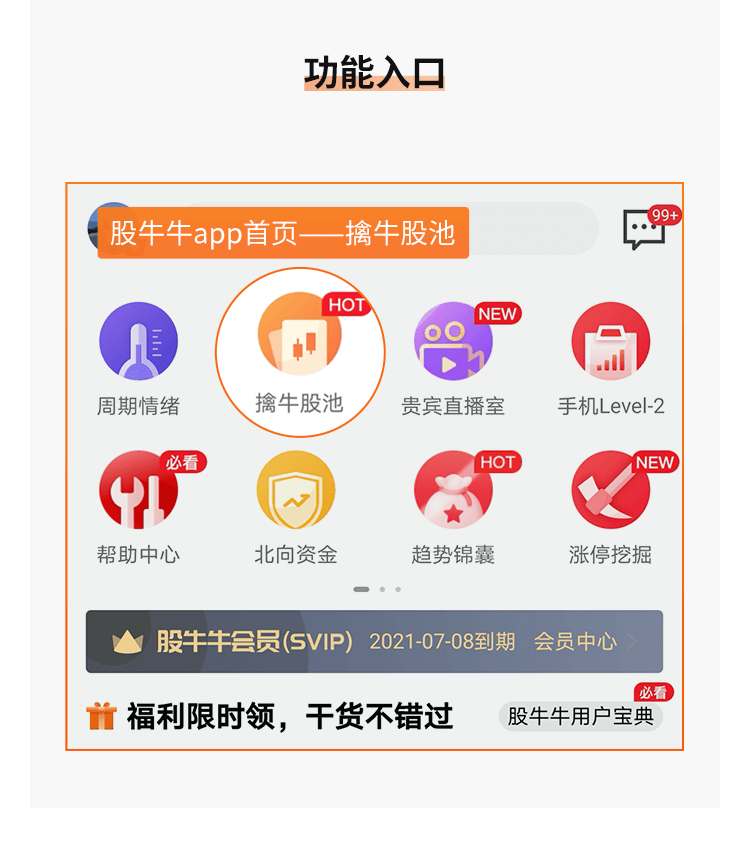 功能入口
股牛牛app首页——擒牛股池
99+
HOT
NEW
周期情绪
擒牛股池
贵宾直播室
手机Level-2
必看
HOT
NEW
帮助中心
北向资金
趋势锦囊
涨停挖掘
股牛牛会员(SVIP) 2021-07-08到期 会员中心
必看
福利限时领，干货不错过
股牛牛用户宝典